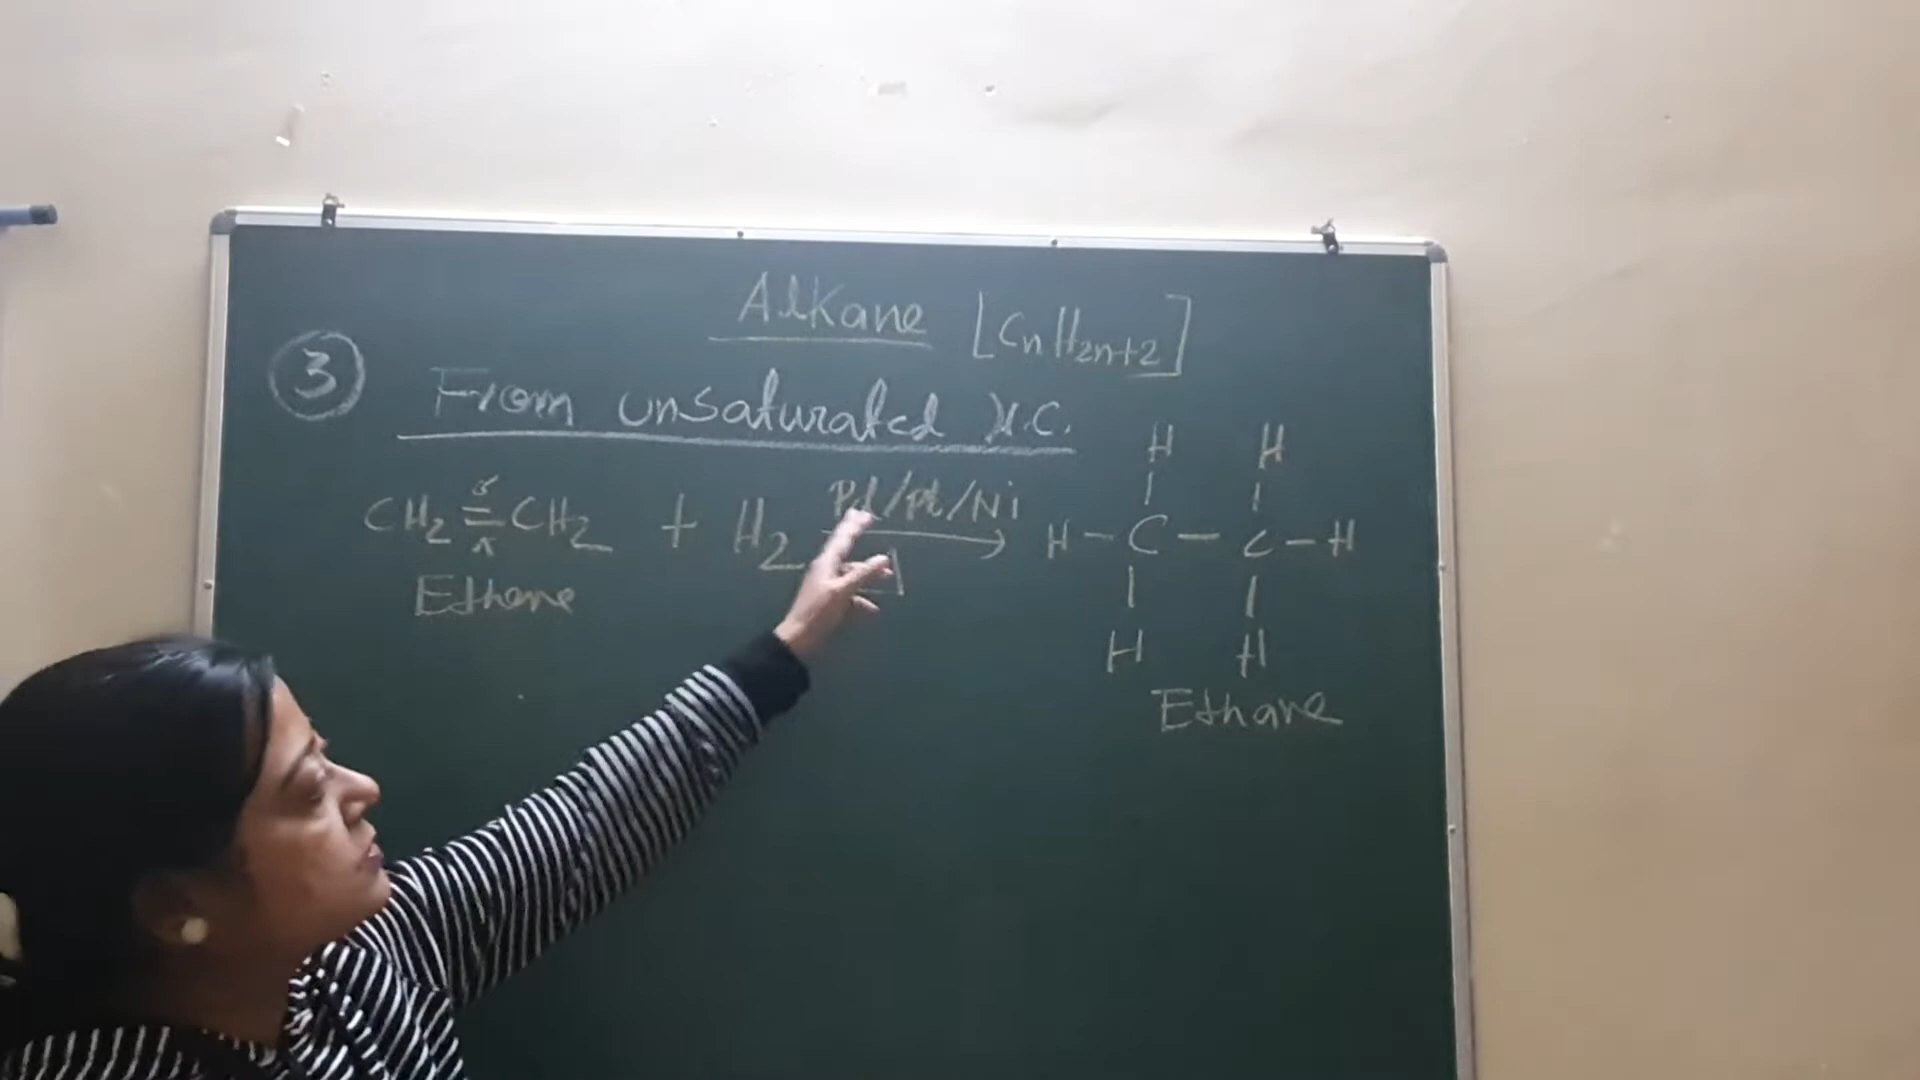 Alkane [CnH2n+2]
③ From unsaturated H.C.
CH2 = CH2 + H2 Pd/Pt/Ni → Δ
σ
π
Ethene
H H
| |
H - C - C - H
| |
H H
Ethane